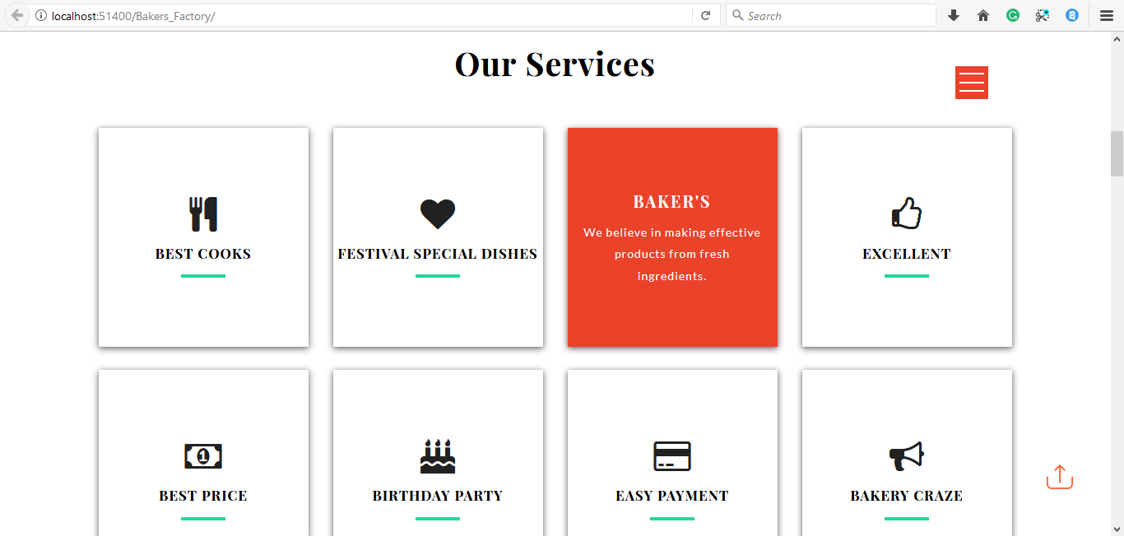 localhost:51400/Bakers_Factory/
Search
Our Services
BEST COOKS
FESTIVAL SPECIAL DISHES
BAKER'S
We believe in making effective
products from fresh
ingredients.
EXCELLENT
BEST PRICE
BIRTHDAY PARTY
EASY PAYMENT
BAKERY CRAZE